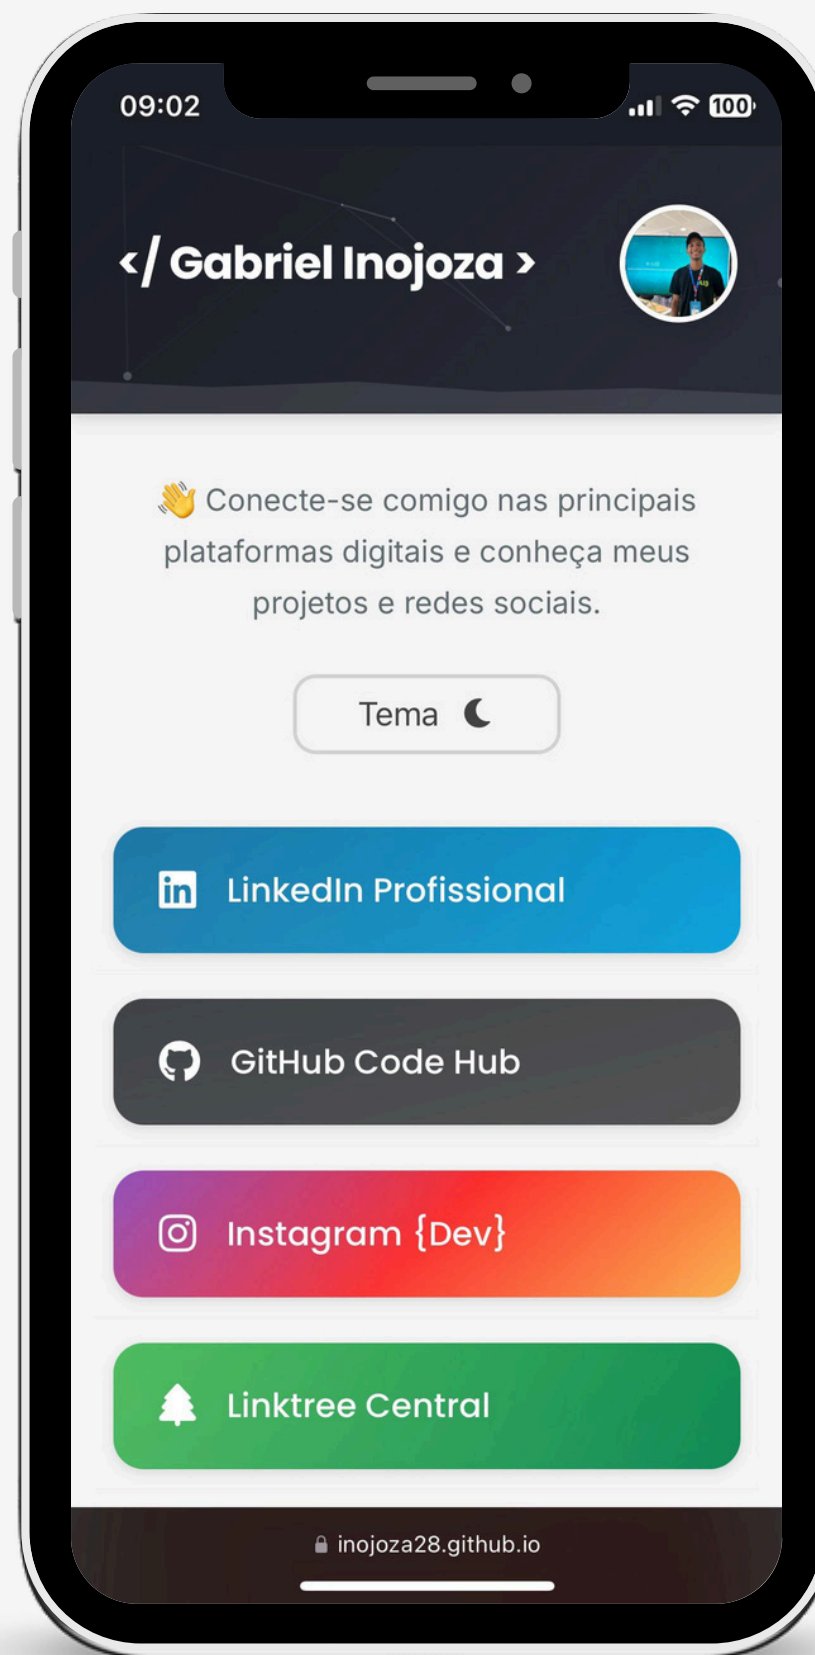 09:02
100
</ Gabriel Inojoza >
👋 Conecte-se comigo nas principais
plataformas digitais e conheça meus
projetos e redes sociais.
Tema
in LinkedIn Profissional
GitHub Code Hub
Instagram {Dev}
Linktree Central
inojoza28.github.io